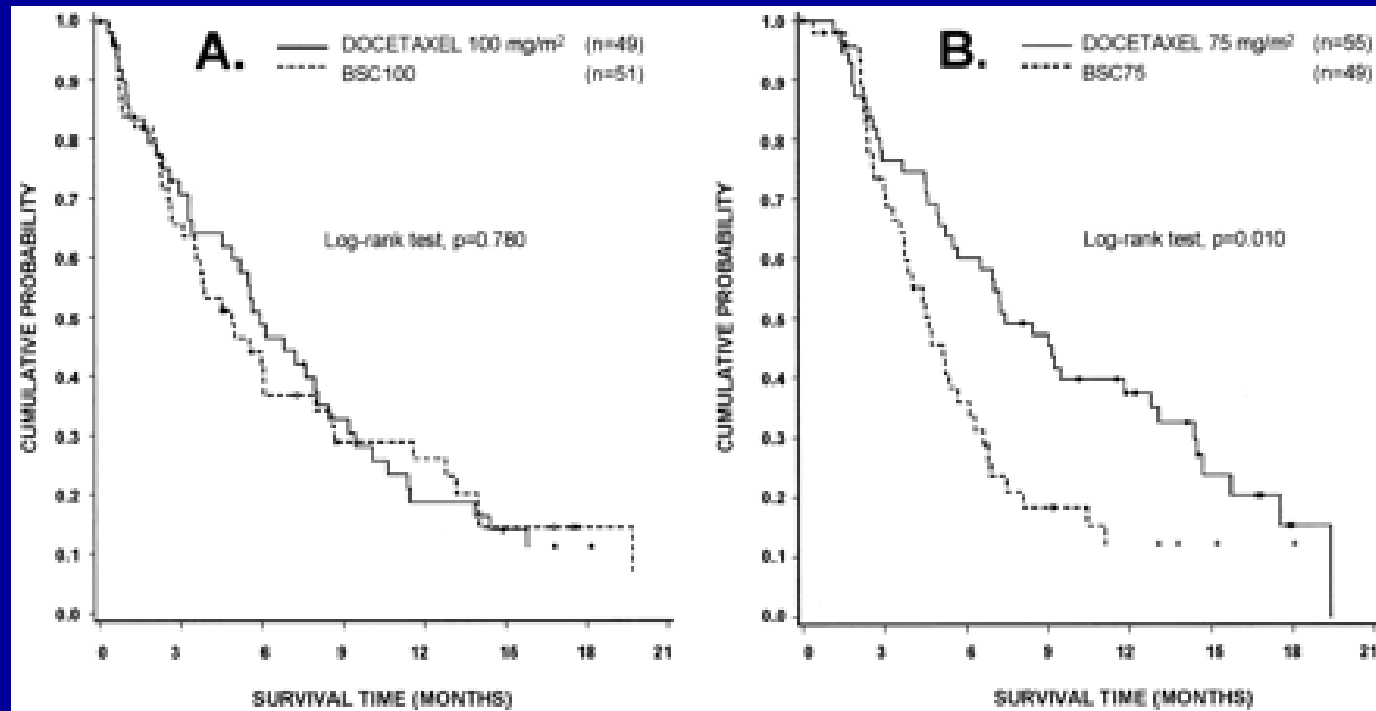 A.
DOCETAXEL 100 mg/m² (n=49)
BSC100 (n=51)
Log-rank test, p=0.780
CUMULATIVE PROBABILITY
1.0
0.9
0.8
0.7
0.6
0.5
0.4
0.3
0.2
0.1
0.0
0 3 6 9 12 15 18 21
SURVIVAL TIME (MONTHS)
B.
DOCETAXEL 75 mg/m² (n=55)
BSC75 (n=49)
Log-rank test, p=0.010
CUMULATIVE PROBABILITY
1.0
0.9
0.8
0.7
0.6
0.5
0.4
0.3
0.2
0.1
0.0
0 3 6 9 12 15 18 21
SURVIVAL TIME (MONTHS)